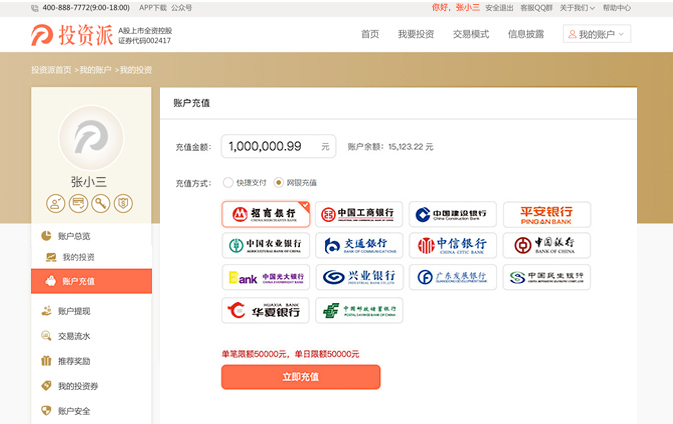 400-888-7772(9:00-18:00) APP下载 公众号 你好，张小三 安全退出 客服QQ群 关于我们 帮助中心
投资派 A股上市全资控股
证券代码002417
首页 我要投资 交易模式 信息披露 我的账户
投资派首页 >我的账户 >我的投资
张小三
账户总览
我的投资
账户充值
账户提现
交易流水
推荐奖励
我的投资券
账户安全
账户充值
充值金额： 1,000,000.99 元 账户余额：15,123.22 元
充值方式： 快捷支付 网银充值
招商银行 中国工商银行 中国建设银行 平安银行
CHINA MERCHANTS BANK China Construction Bank PING AN BANK
中国农业银行 交通银行 中信银行 中国银行
AGRICULTURAL BANK OF CHINA BANK OF COMMUNICATIONS CHINA CITIC BANK BANK OF CHINA
Bank 中国光大银行 兴业银行 广东发展银行 中国民生银行
CHINA EVERBRIGHT BANK INDUSTRIAL BANK CO.,LTD. GUANGDONG DEVELOPMENT BANK
HUAXIA BANK 华夏银行 中国邮政储蓄银行
POSTAL SAVINGS BANK OF CHINA
单笔限额50000元，单日限额50000元
立即充值